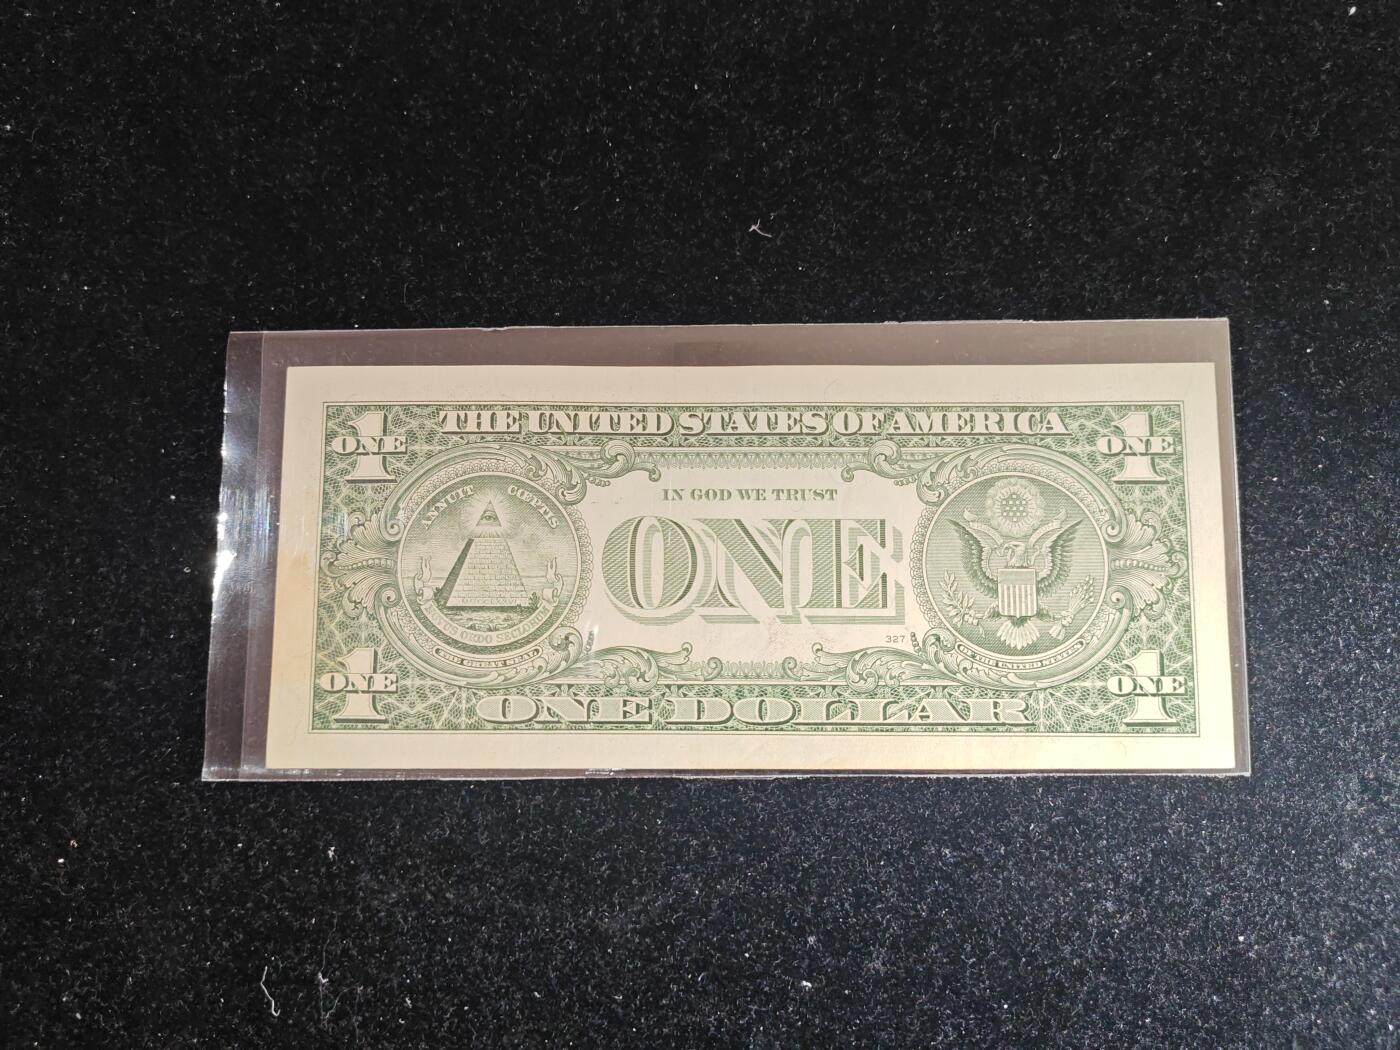 THE UNITED STATES OF AMERICA
1 ONE
1 ONE
ANNUIT CŒPTIS
IN GOD WE TRUST
ONE
NOVUS ORDO SECLORUM
THE GREAT SEAL
327
OF THE UNITED STATES
1 ONE
1 ONE
ONE DOLLAR